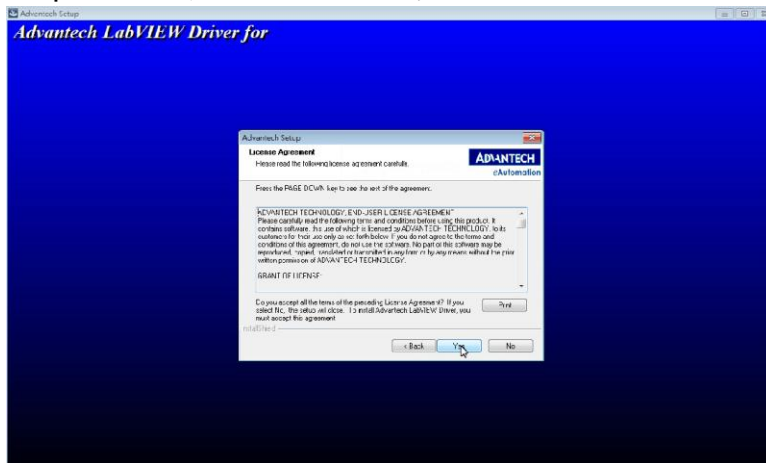 Advantech Setup
Advantech LabVIEW Driver for
Advantech Setup
License Agreement
Please read the following license agreement carefully.
ADVANTECH
eAutomation
Press the PAGE DOWN key to see the rest of the agreement.
ADVANTECH TECHNOLOGY, END-USER LICENSE AGREEMENT
Please carefully read the following terms and conditions before using this product. It
contains software, the use of which is licensed by ADVANTECH TECHNOLOGY, to its
customers for their use only as set forth below. If you do not agree to the terms and
conditions of this agreement, do not use the software. No part of this software may be
reproduced, copied, translated or transmitted in any form or by any means without the prior
written permission of ADVANTECH TECHNOLOGY.
GRANT OF LICENSE:
Do you accept all the terms of the preceding License Agreement? If you
select No, the setup will close. To install Advantech LabVIEW Driver, you
must accept this agreement.
Print
InstallShield
< Back
Yes
No